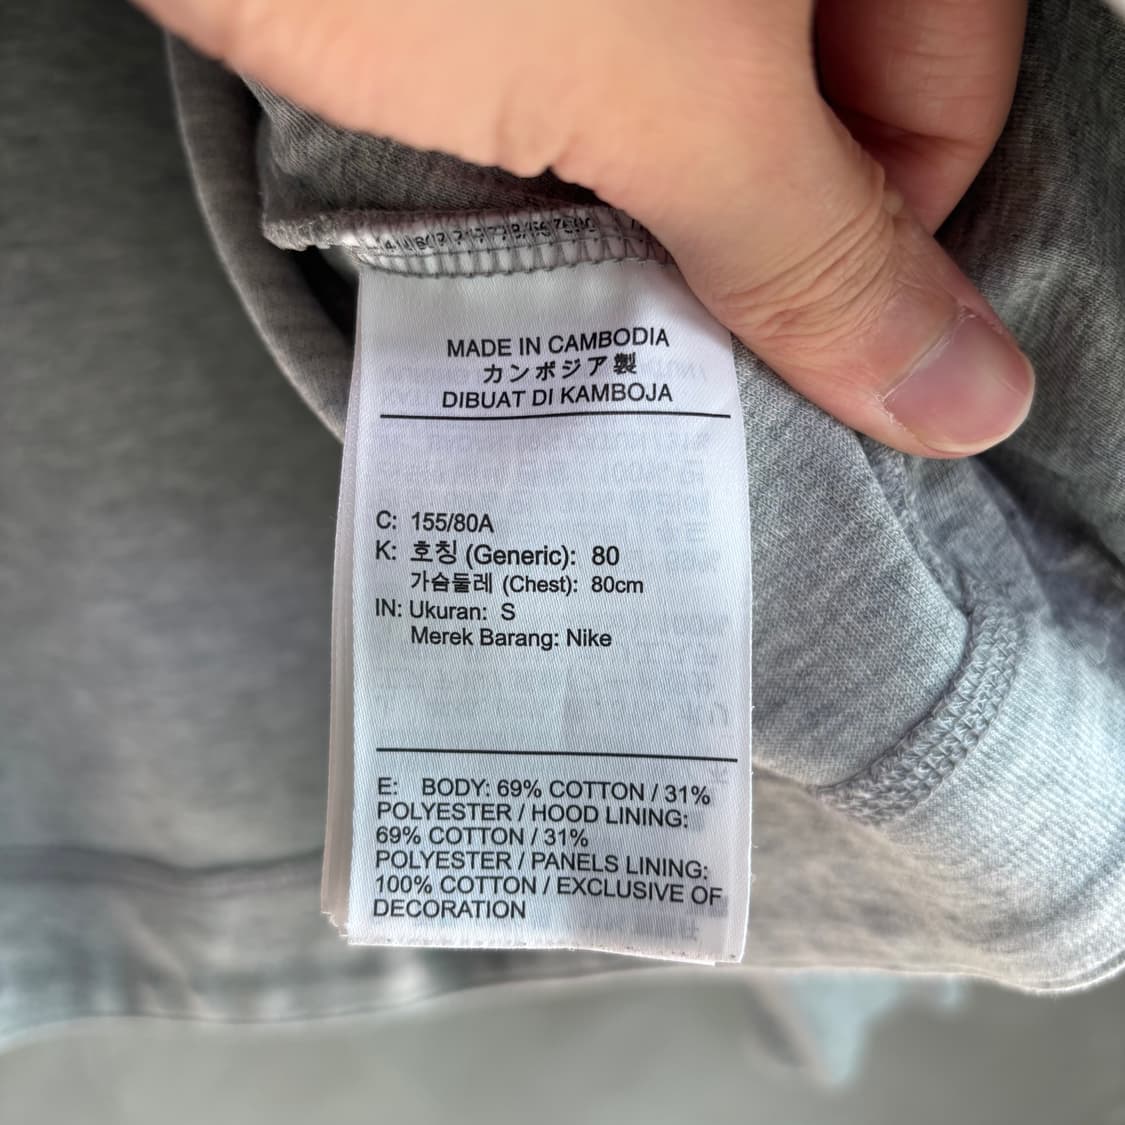 MADE IN CAMBODIA
カンボジア製
DIBUAT DI KAMBOJA
C: 155/80A
K: 호칭 (Generic): 80
가슴둘레 (Chest): 80cm
IN: Ukuran: S
Merek Barang: Nike
E: BODY: 69% COTTON / 31%
POLYESTER / HOOD LINING:
69% COTTON / 31%
POLYESTER / PANELS LINING:
100% COTTON / EXCLUSIVE OF
DECORATION